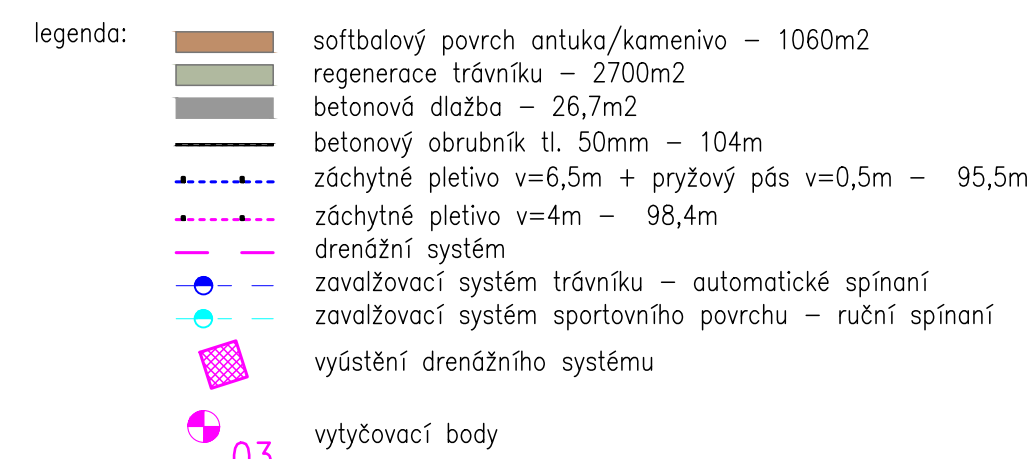 legenda:
softbalový povrch antuka/kamenivo – 1060m2
regenerace trávníku – 2700m2
betonová dlažba – 26,7m2
betonový obrubník tl. 50mm – 104m
záchytné pletivo v=6,5m + pryžový pás v=0,5m – 95,5m
záchytné pletivo v=4m – 98,4m
drenážní systém
zavalžovací systém trávníku – automatické spínaní
zavalžovací systém sportovního povrchu – ruční spínaní
vyústění drenážního systému
vytyčovací body
03